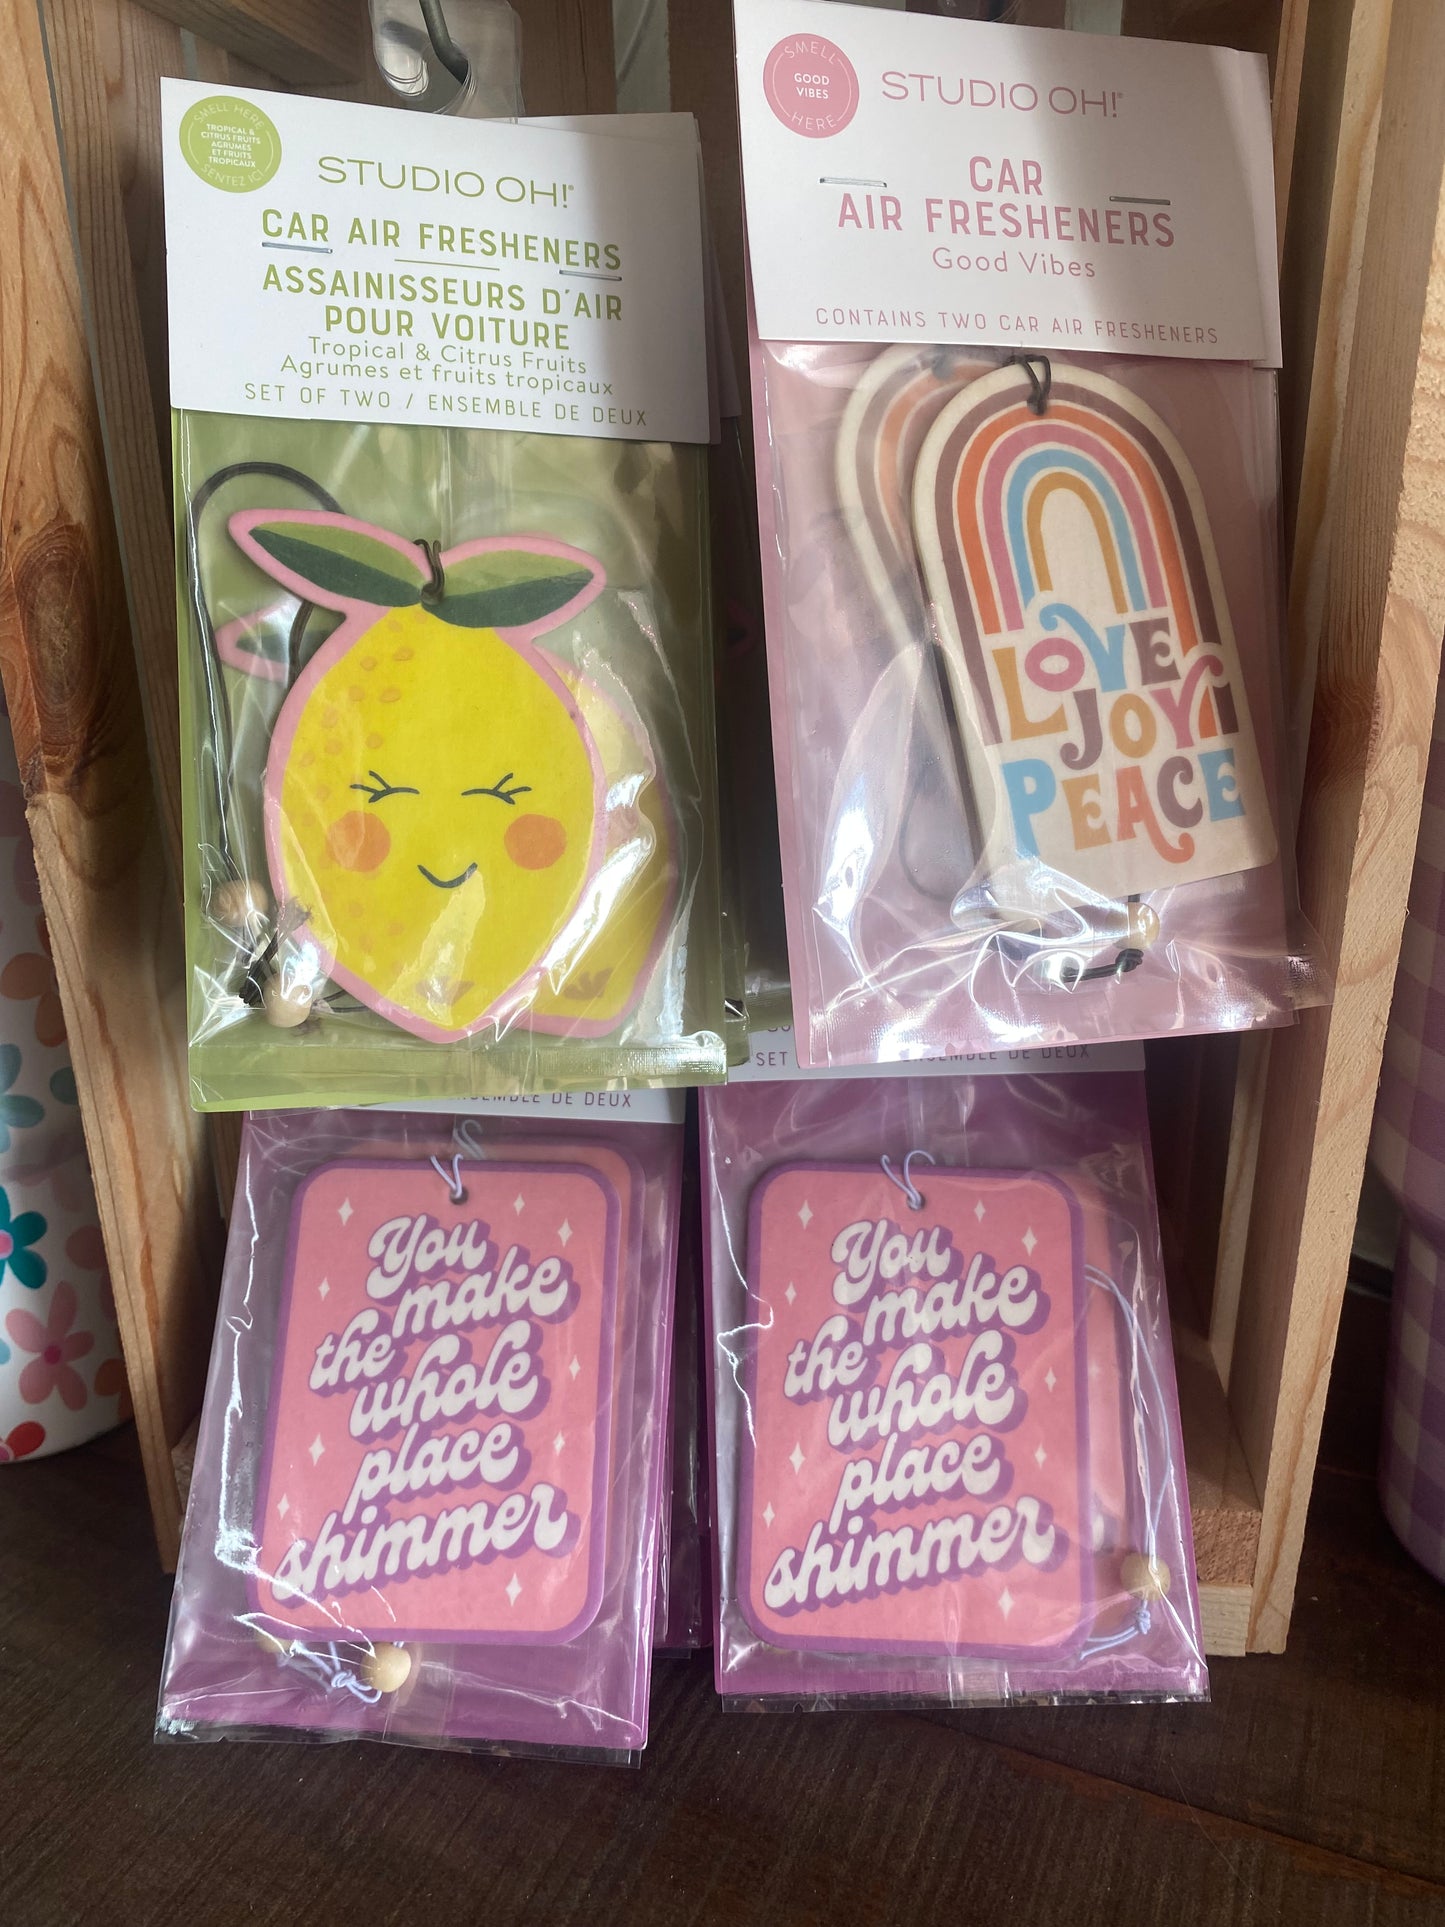 SMELL HERE
TROPICAL &
CITRUS FRUITS
AGRUMES
ET FRUITS
TROPICAUX
SENTEZ ICI
STUDIO OH!®
CAR AIR FRESHENERS
ASSAINISSEURS D'AIR
POUR VOITURE
Tropical & Citrus Fruits
Agrumes et fruits tropicaux
SET OF TWO / ENSEMBLE DE DEUX
SMELL
GOOD
VIBES
HERE
STUDIO OH!®
CAR
AIR FRESHENERS
Good Vibes
CONTAINS TWO CAR AIR FRESHENERS
LOVE
JOY
PEACE
DE DEUX
SET
DE DEUX
You
make
the
whole
place
shimmer
You
make
the
whole
place
shimmer